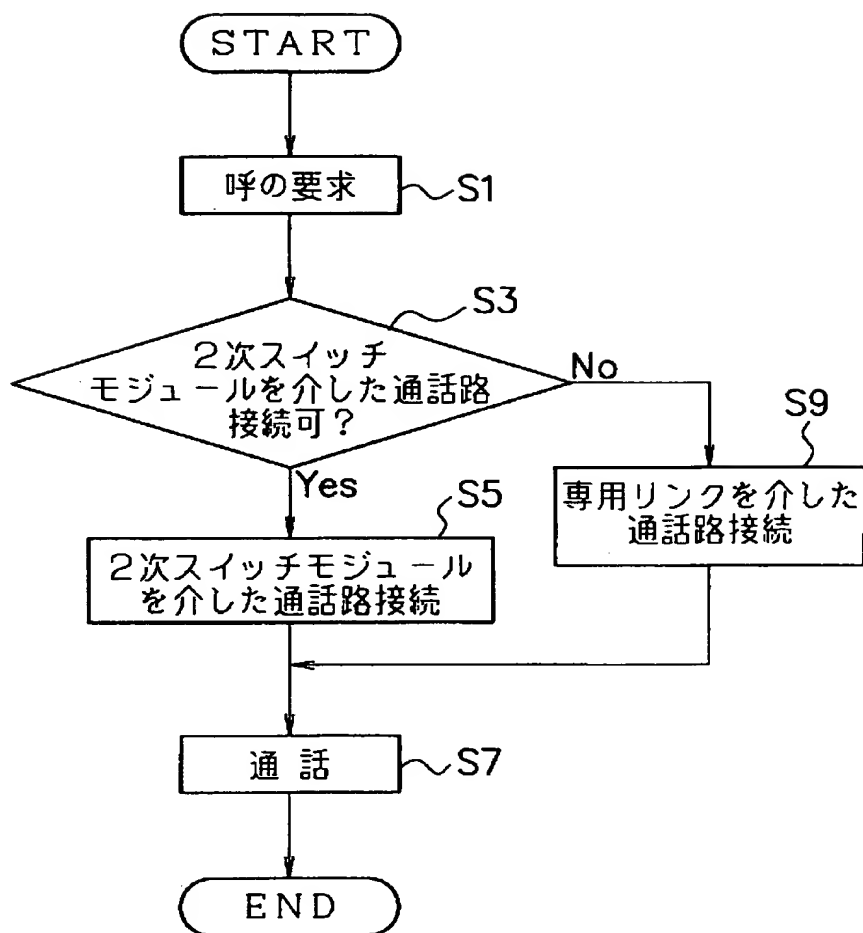 START
呼の要求
S1
S3
2次スイッチ
モジュールを介した通話路
接続可?
No
Yes
S9
専用リンクを介した
通話路接続
S5
2次スイッチモジュール
を介した通話路接続
通 話
S7
END